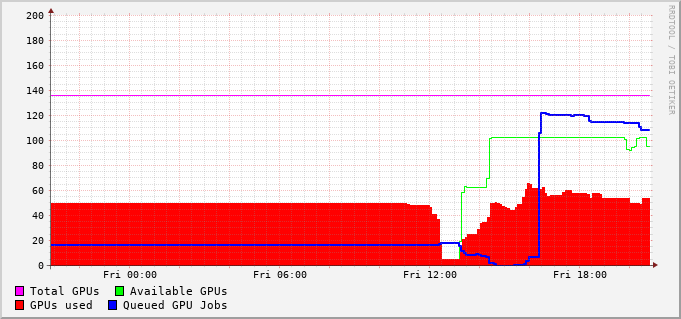 200
180
160
140
120
100
80
60
40
20
0
Fri 00:00 Fri 06:00 Fri 12:00 Fri 18:00
Total GPUs Available GPUs
GPUs used Queued GPU Jobs
RRDTOOL / TOBI OETIKER